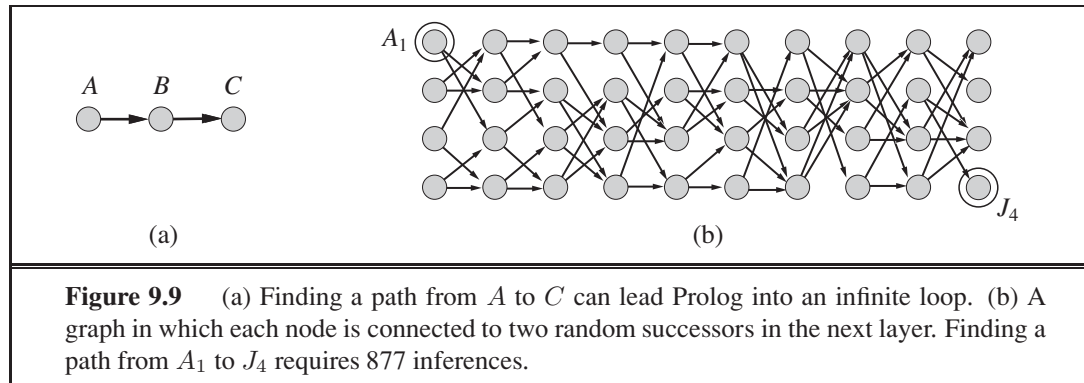 A₁
A B C
J₄
(a) (b)
Figure 9.9 (a) Finding a path from A to C can lead Prolog into an infinite loop. (b) A
graph in which each node is connected to two random successors in the next layer. Finding a
path from A₁ to J₄ requires 877 inferences.